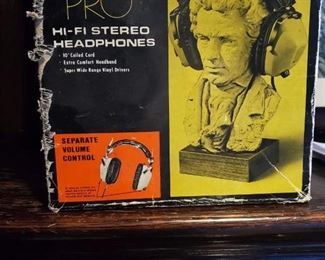 PRO
HI-FI STEREO
HEADPHONES
· 10' Coiled Cord
· Extra Comfort Headband
· Super Wide Range Vinyl Drivers
SEPARATE
VOLUME
CONTROL